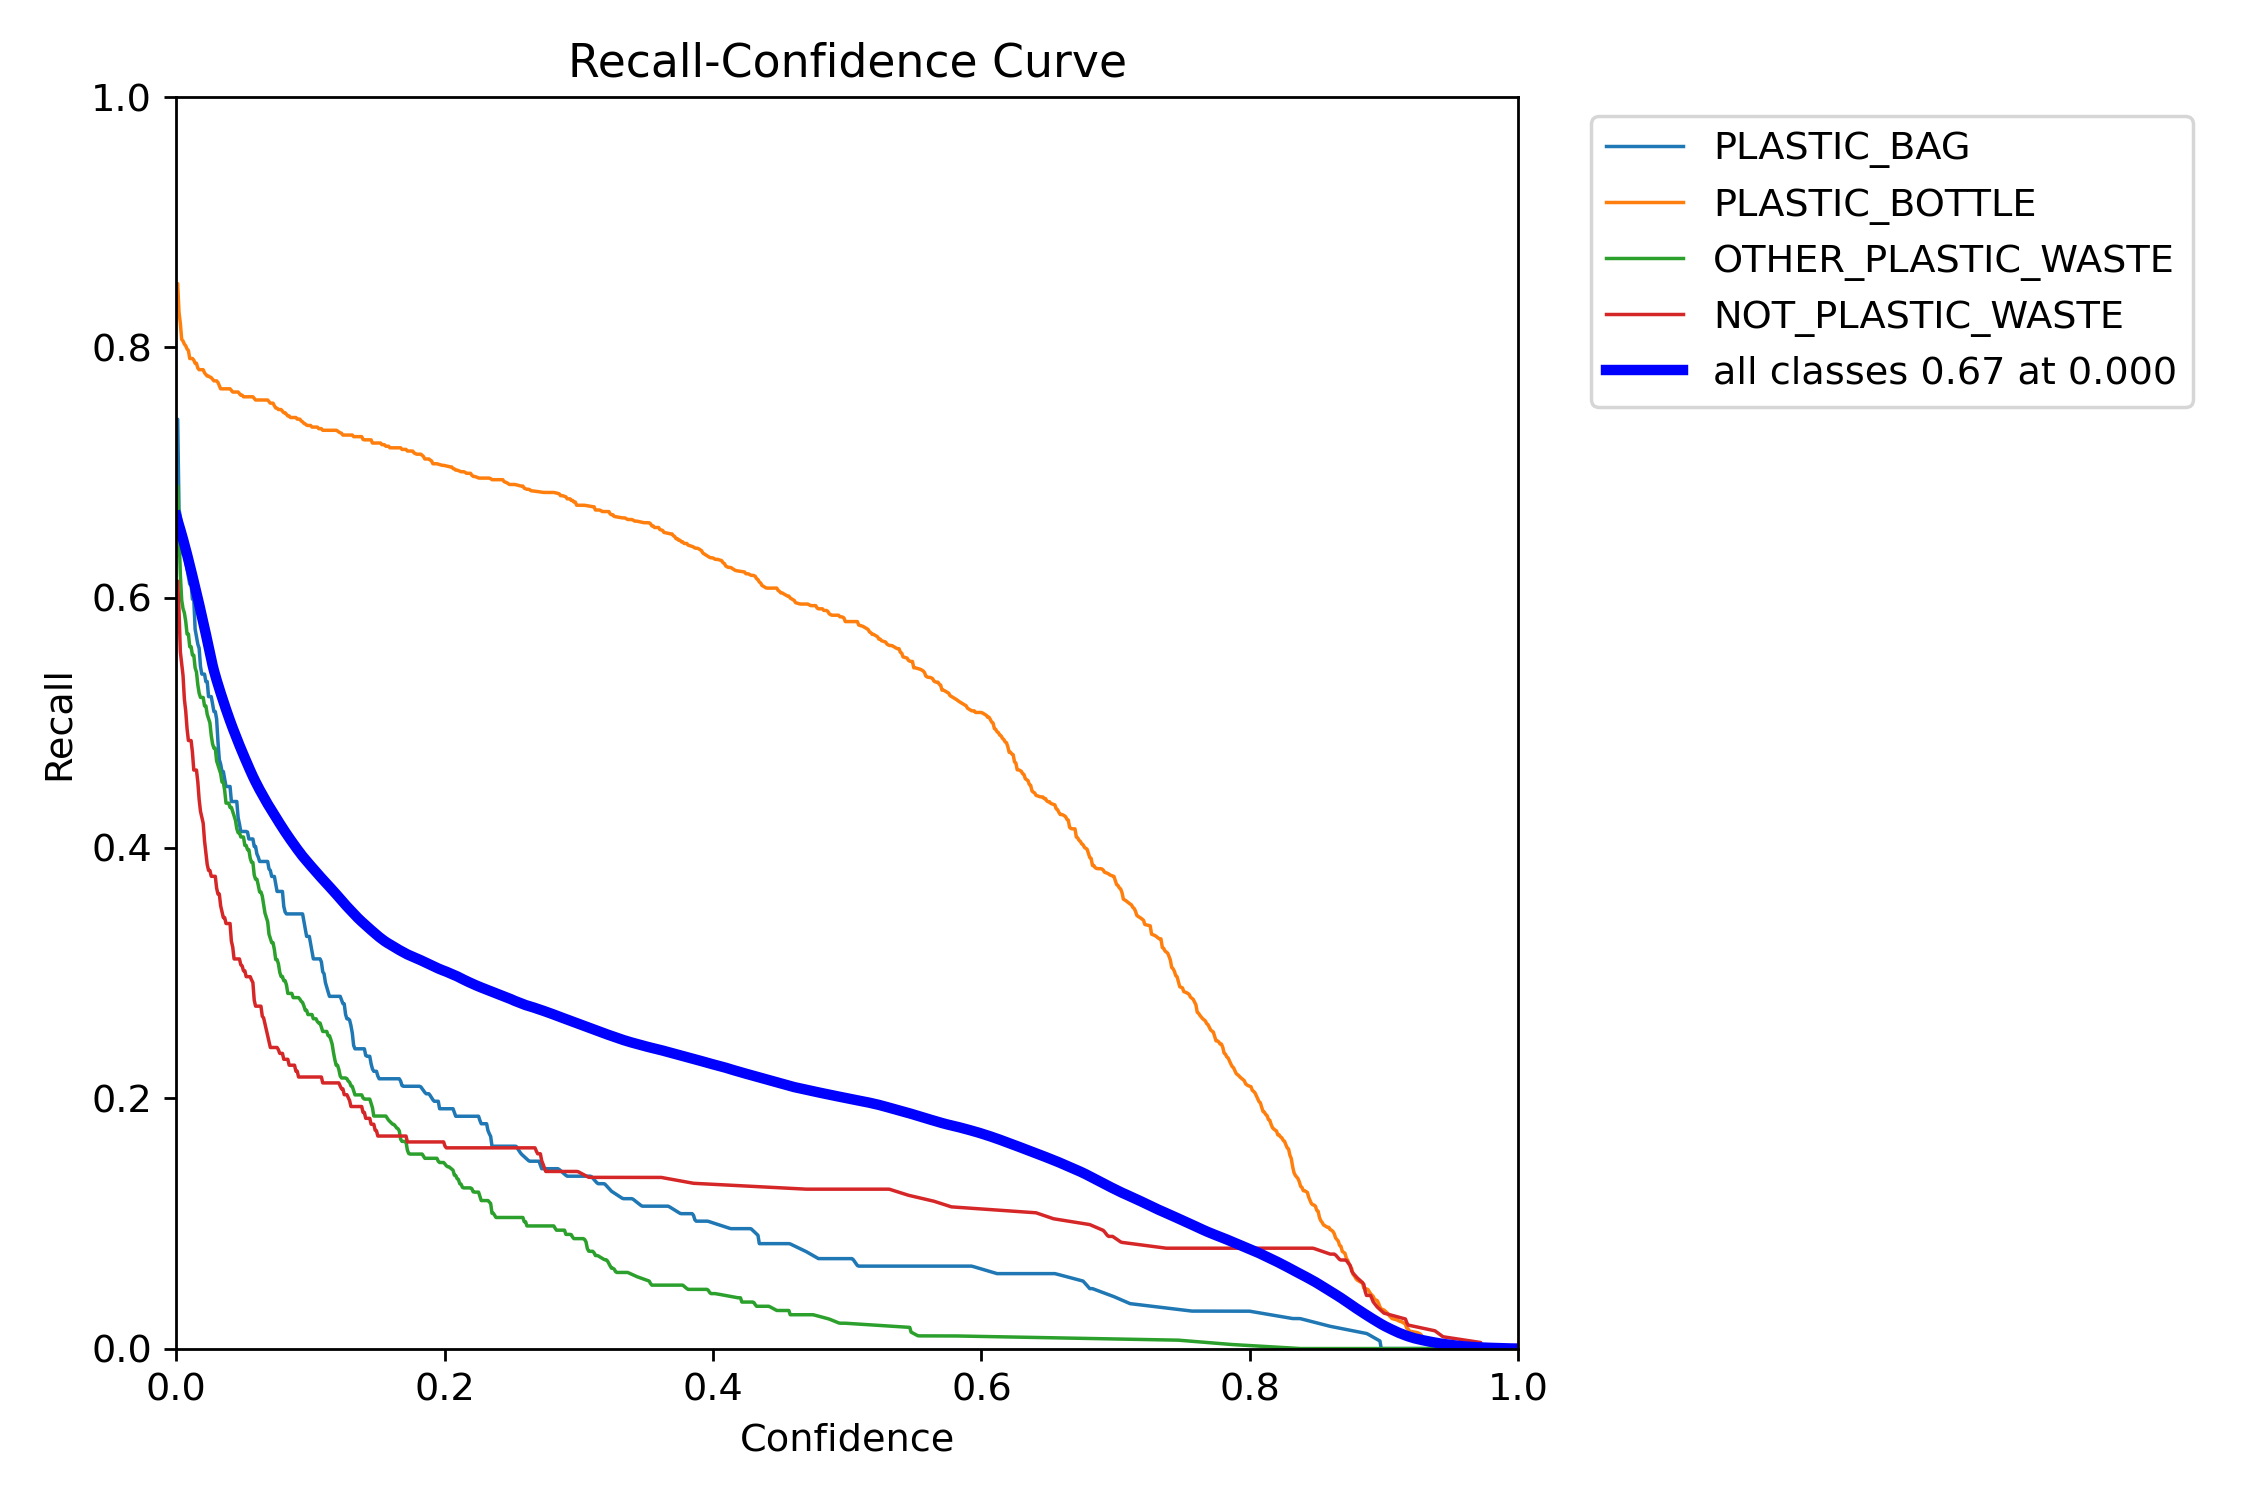 Recall-Confidence Curve
1.0
0.8
0.6
0.4
0.2
0.0
Recall
0.0 0.2 0.4 0.6 0.8 1.0
Confidence
PLASTIC_BAG
PLASTIC_BOTTLE
OTHER_PLASTIC_WASTE
NOT_PLASTIC_WASTE
all classes 0.67 at 0.000